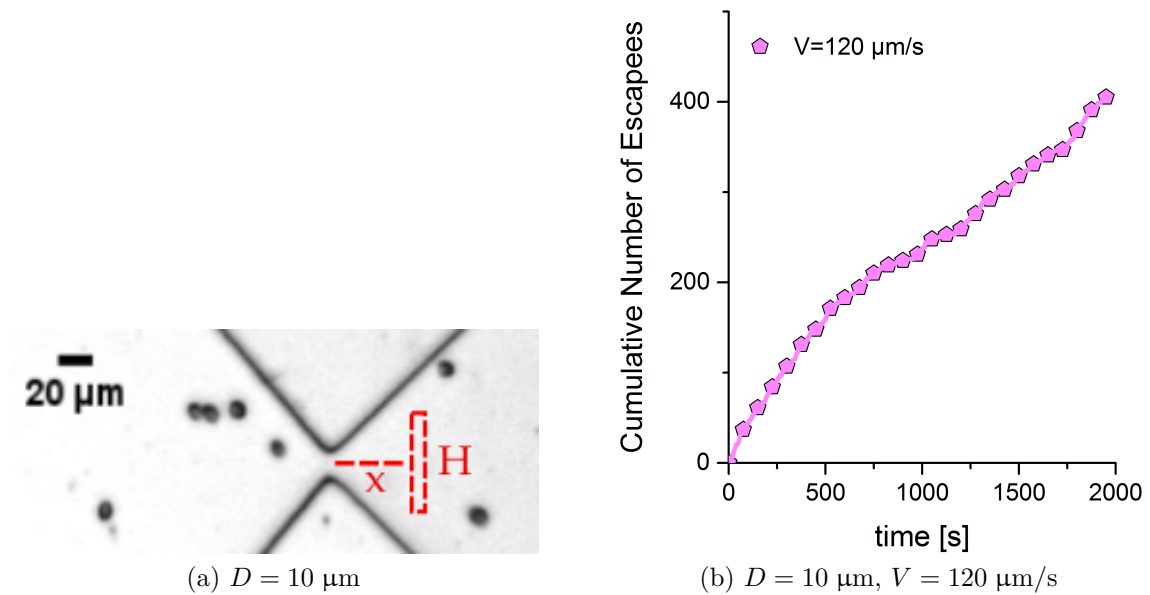 20 µm
x
H
(a) D = 10 µm
Cumulative Number of Escapees
V=120 µm/s
400
200
0
0 500 1000 1500 2000
time [s]
(b) D = 10 µm, V = 120 µm/s